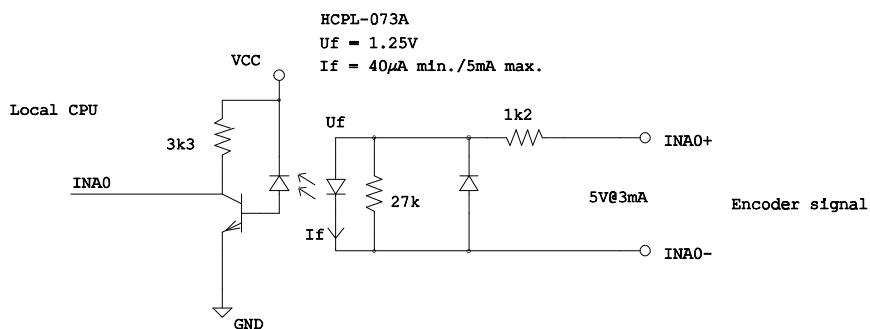 HCPL-073A
Uf = 1.25V
If = 40µA min./5mA max.
VCC
Local CPU
Uf
1k2
3k3
INA0+
INA0
27k
5V@3mA
Encoder signal
If
INA0-
GND